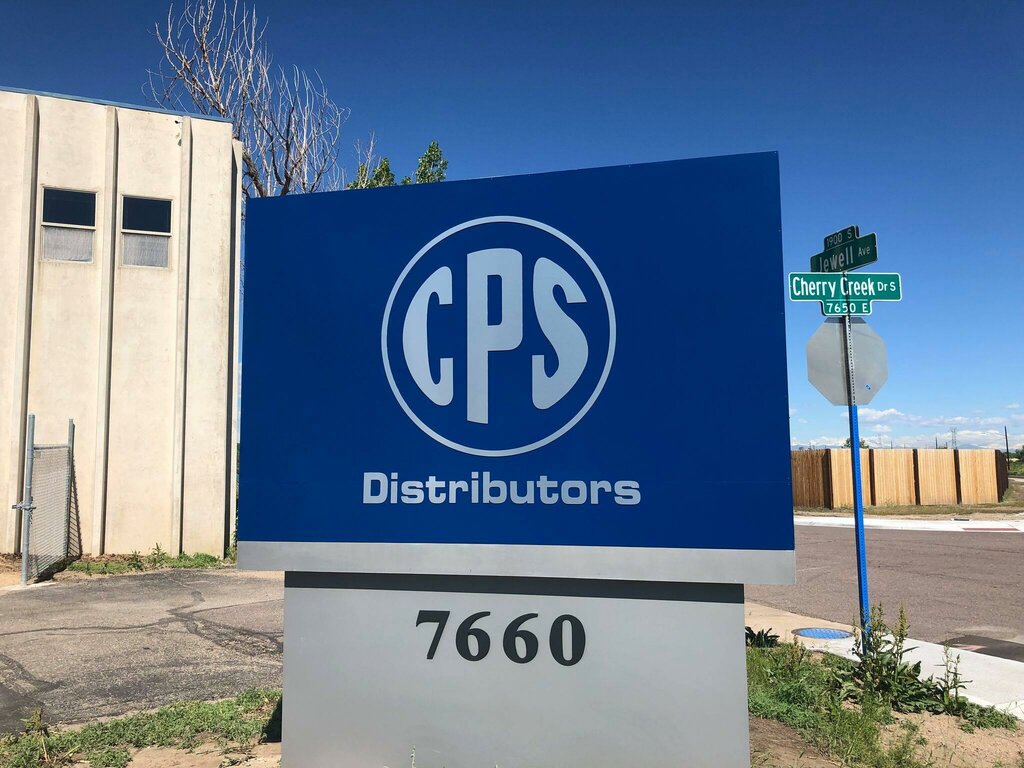 CPS
Distributors
7660
1900 S
Jewell Ave
Cherry Creek Dr S
7650 E